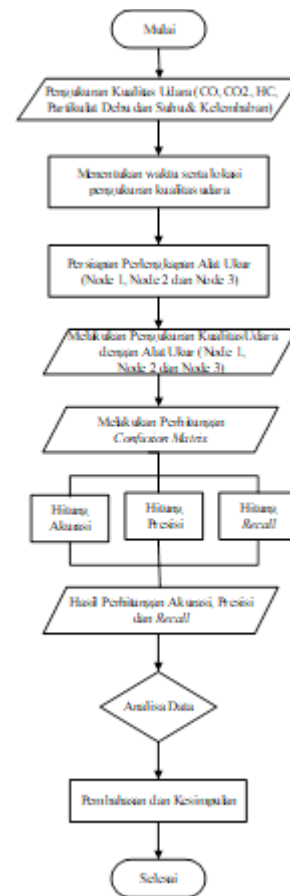 Mulai
Pengukuran Kualitas Udara (CO, CO2, HC,
Partikulat Debu dan Suhu & Kelembaban)
Menentukan waktu serta lokasi
pengukuran kualitas udara
Persiapan Perlengkapan Alat Ukur
(Node 1, Node 2 dan Node 3)
Melakukan Pengukuran Kualitas Udara
dengan Alat Ukur (Node 1,
Node 2 dan Node 3)
Melakukan Perhitungan
Confusion Matrix
Hitung
Akurasi
Hitung
Presisi
Hitung
Recall
Hasil Perhitungan Akurasi, Presisi
dan Recall
Analisa Data
Pembahasan dan Kesimpulan
Selesai